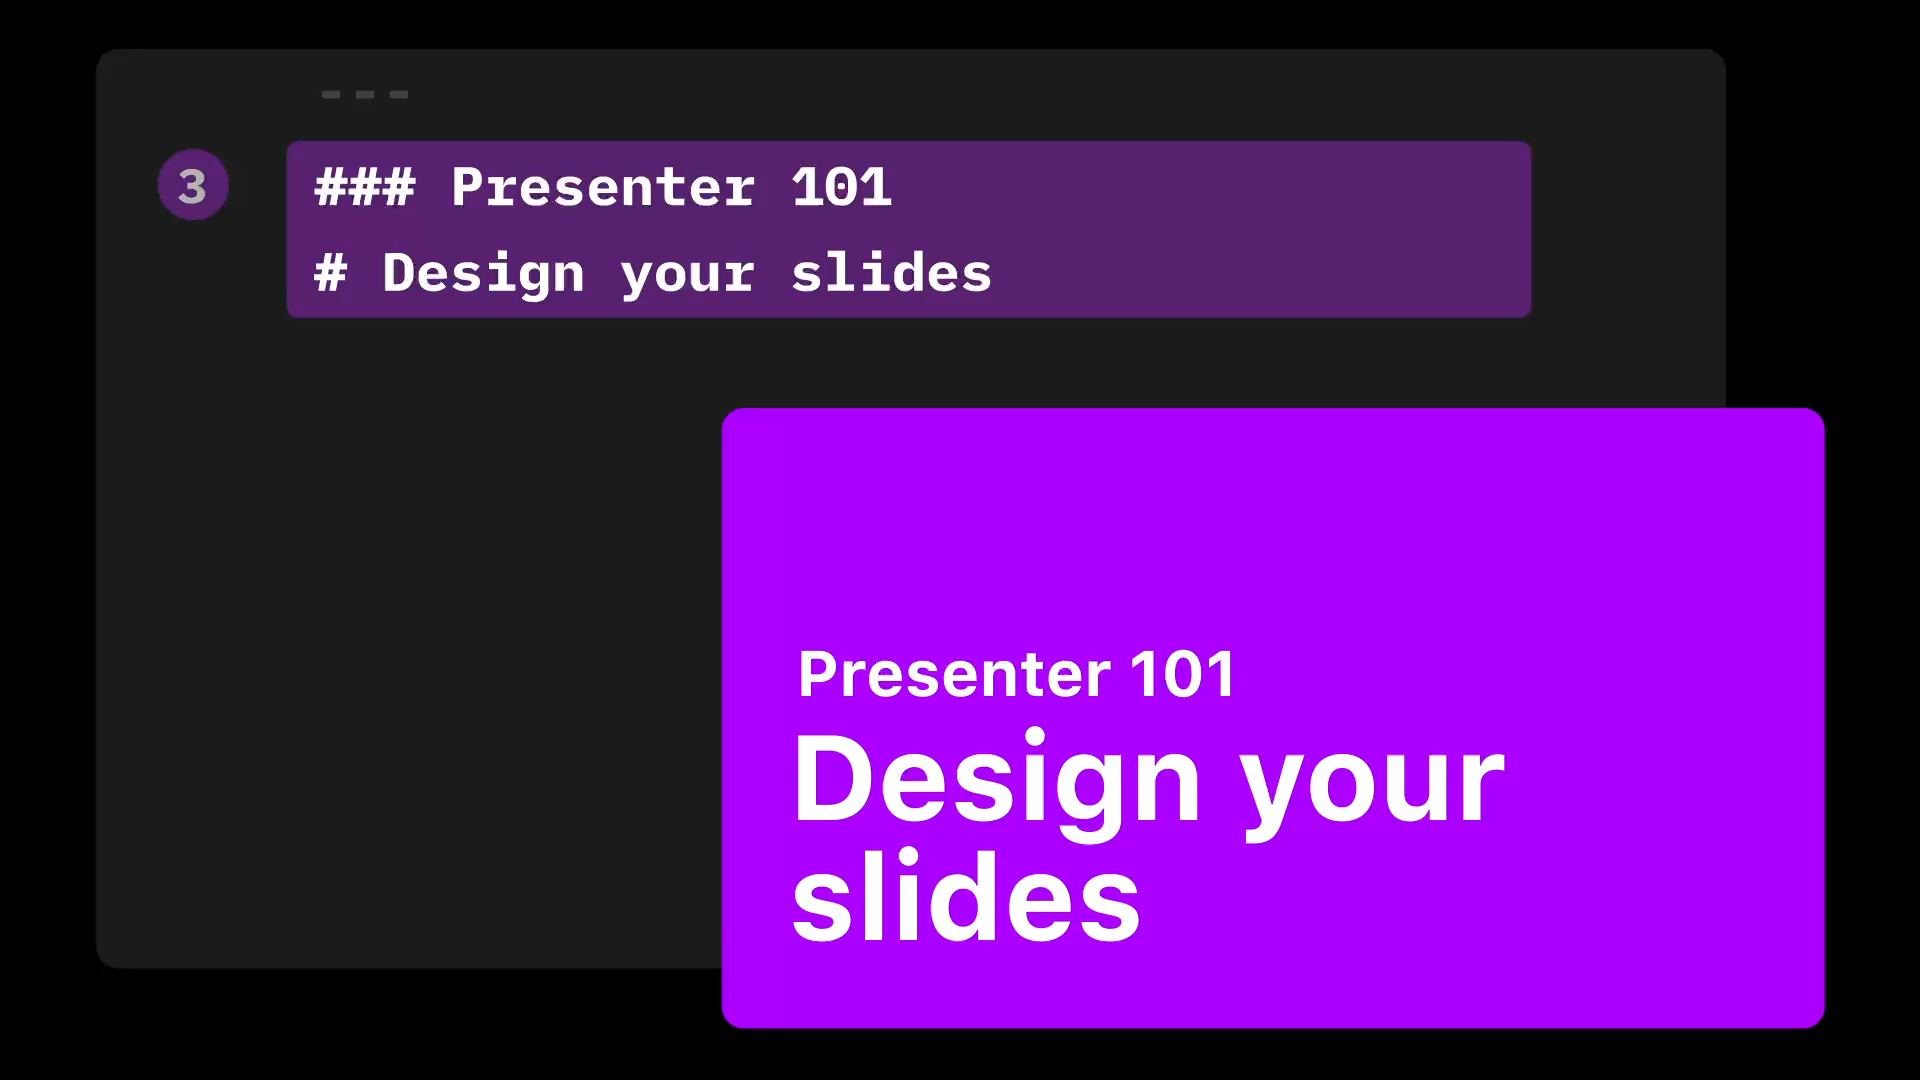 ---
3
### Presenter 101
# Design your slides
Presenter 101
Design your
slides